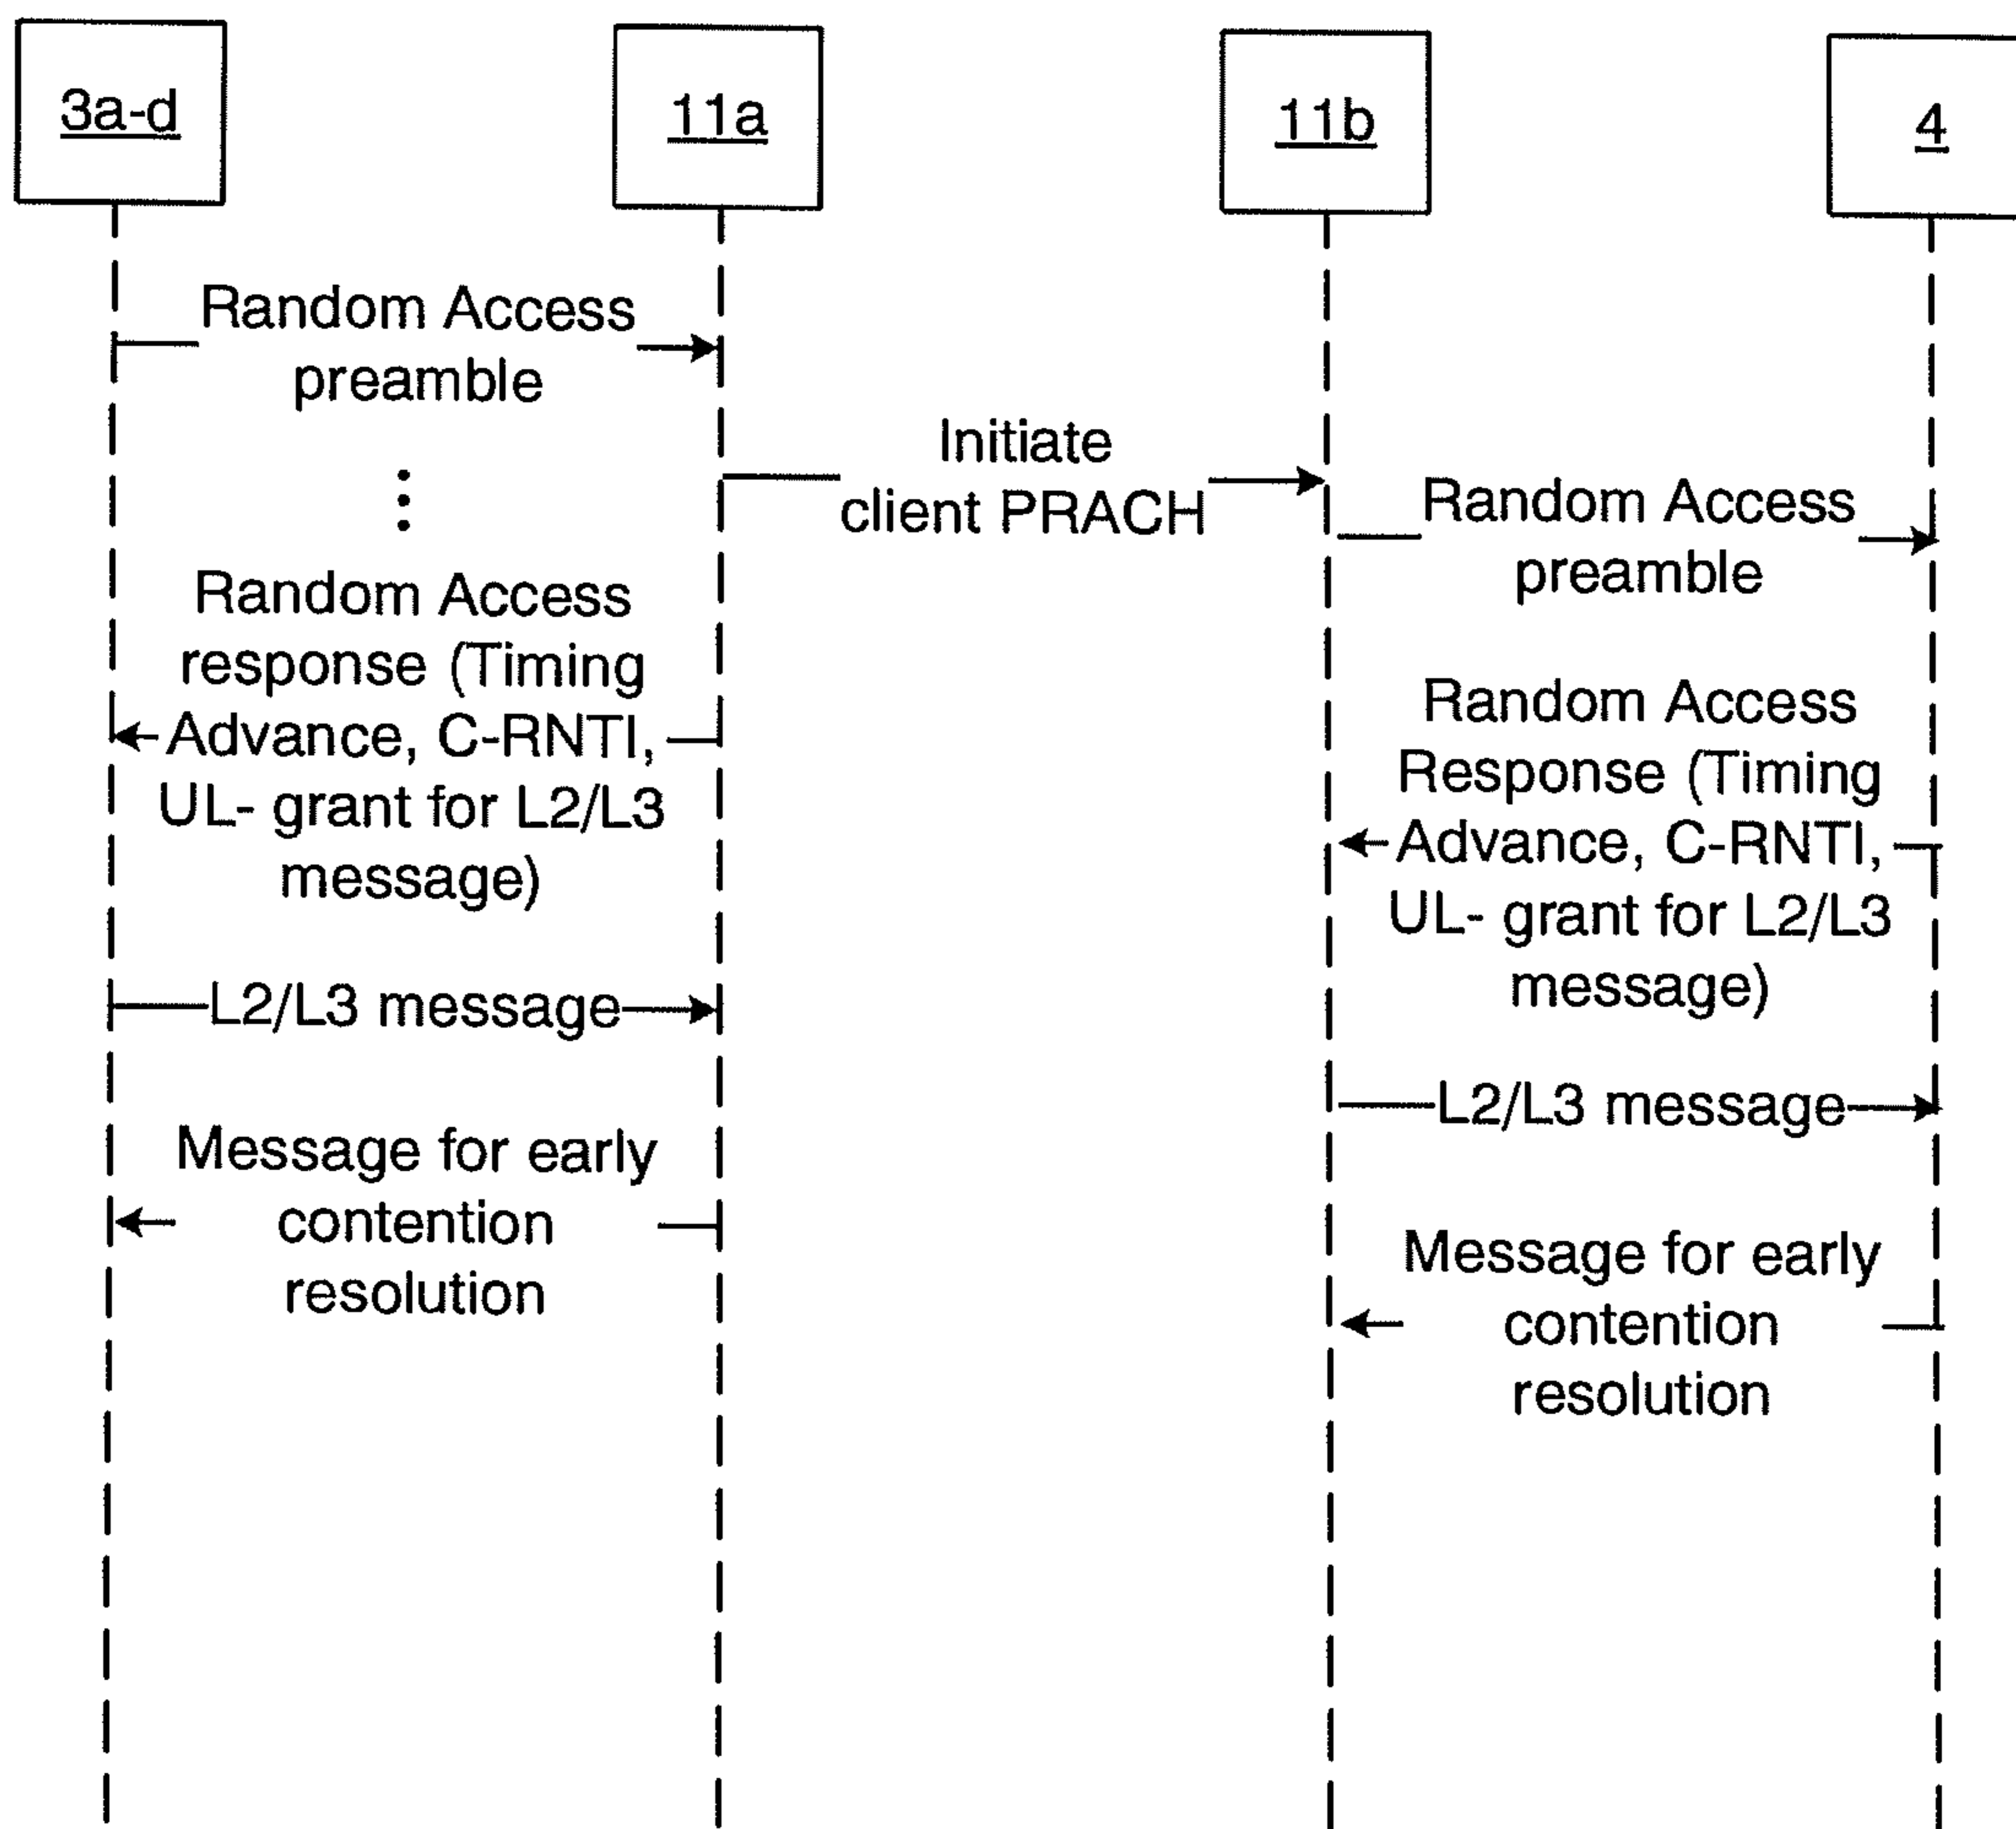 3a-d
11a
11b
4
Random Access
preamble
Initiate
client PRACH
Random Access
preamble
Random Access
response (Timing
Advance, C-RNTI,
UL- grant for L2/L3
message)
Random Access
Response (Timing
Advance, C-RNTI,
UL- grant for L2/L3
message)
L2/L3 message
L2/L3 message
Message for early
contention
resolution
Message for early
contention
resolution